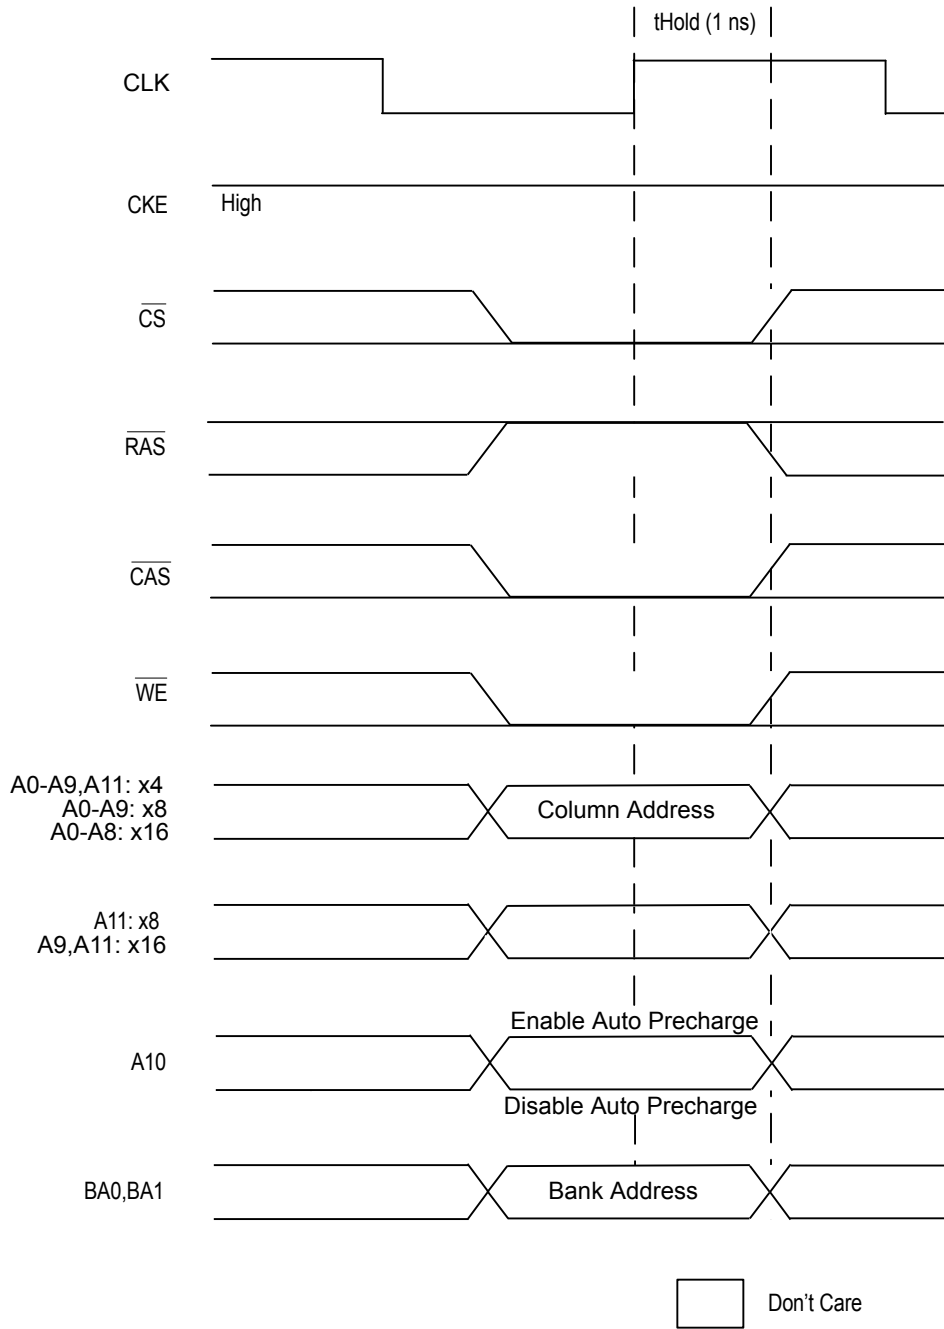 tHold (1 ns)
CLK
CKE
High
CS
RAS
CAS
WE
A0-A9,A11: x4
A0-A9: x8
A0-A8: x16
Column Address
A11: x8
A9,A11: x16
Enable Auto Precharge
A10
Disable Auto Precharge
BA0,BA1
Bank Address
Don't Care